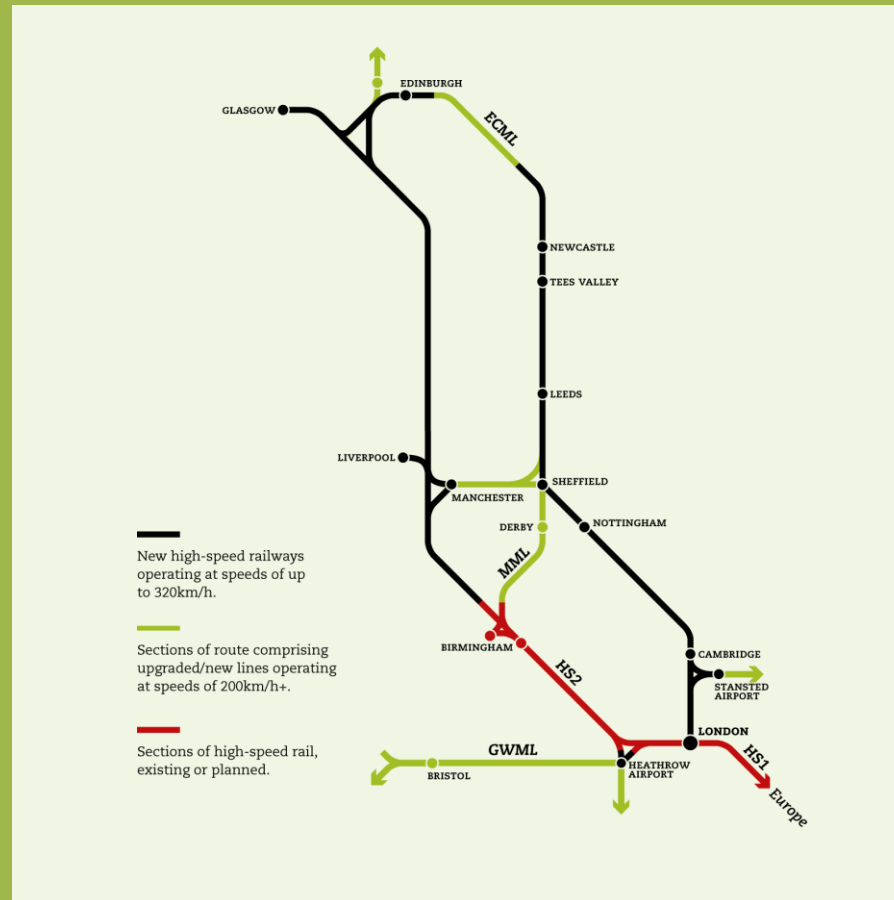 EDINBURGH
GLASGOW
ECML
NEWCASTLE
TEES VALLEY
LEEDS
LIVERPOOL
SHEFFIELD
MANCHESTER
DERBY
NOTTINGHAM
New high-speed railways
operating at speeds of up
to 320km/h.
MML
Sections of route comprising
upgraded/new lines operating
at speeds of 200km/h+.
BIRMINGHAM
HS2
CAMBRIDGE
STANSTED
AIRPORT
LONDON
Sections of high-speed rail,
existing or planned.
GWML
BRISTOL
HEATHROW
AIRPORT
HS1
Europe